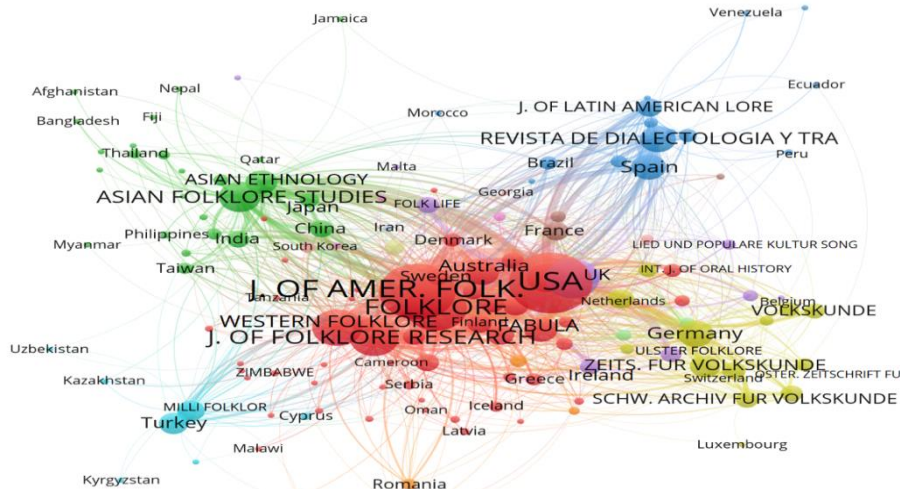 Jamaica
Venezuela
Afghanistan
Nepal
Ecuador
Bangladesh
Fiji
Morocco
J. OF LATIN AMERICAN LORE
Thailand
REVISTA DE DIALECTOLOGIA Y TRA
Qatar
Malta
Brazil
Spain
Peru
ASIAN ETHNOLOGY
ASIAN FOLKLORE STUDIES
Georgia
Japan
FOLK LIFE
Philippines
India
China
Iran
Denmark
France
Myanmar
South Korea
LIED UND POPULARE KULTUR SONG
Taiwan
Sweden
Australia
USA
UK
INT. J. OF ORAL HISTORY
J. OF AMER. FOLK.
Tanzania
Netherlands
Belgium
FOLKLORE
VOLKSKUNDE
WESTERN FOLKLORE
Finland
FABULA
J. OF FOLKLORE RESEARCH
Germany
Uzbekistan
ULSTER FOLKLORE
Cameroon
ZEITS. FUR VOLKSKUNDE
ZIMBABWE
Kazakhstan
Serbia
Greece
Ireland
Switzerland
OSTER. ZEITSCHRIFT FU
SCHW. ARCHIV FUR VOLKSKUNDE
MILLI FOLKLOR
Turkey
Cyprus
Oman
Iceland
Latvia
Malawi
Luxembourg
Kyrgyzstan
Romania